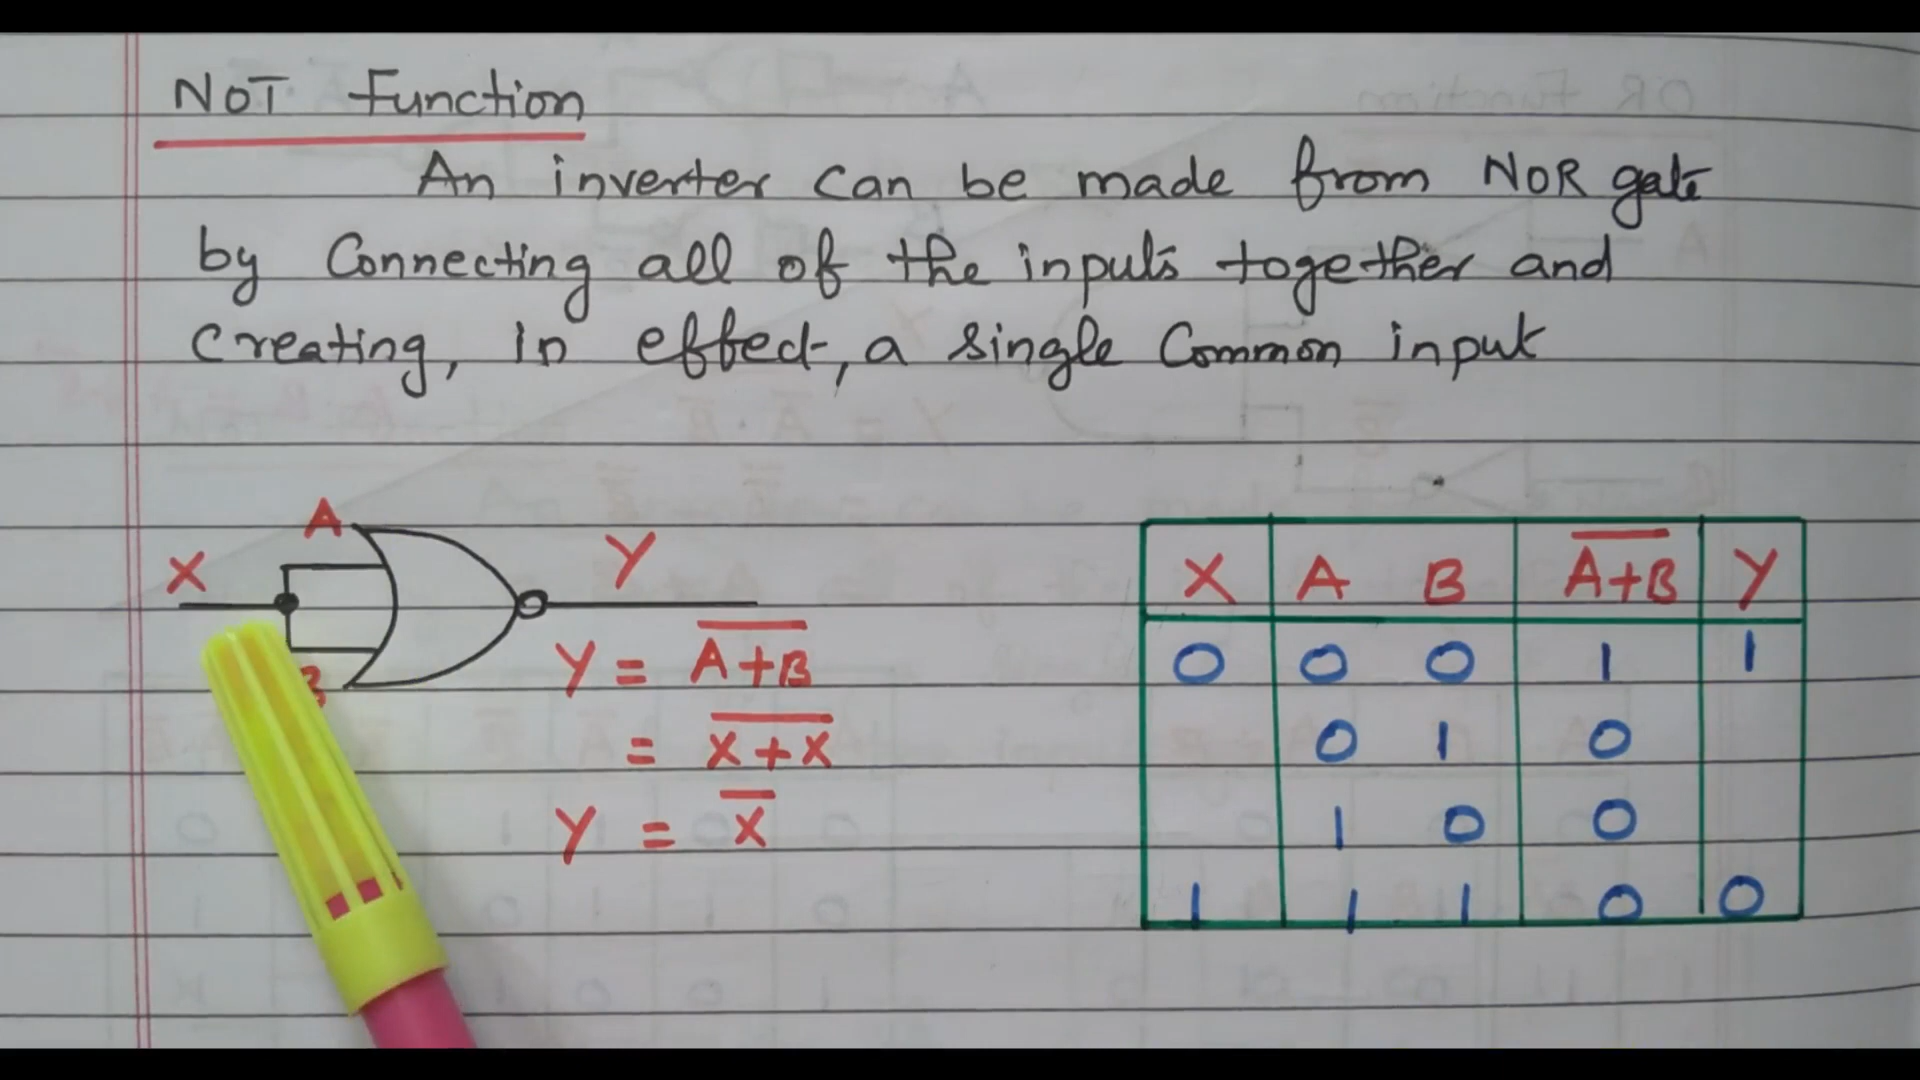 NOT Function
An inverter can be made from NOR gate
by Connecting all of the inputs together and
Creating, in effect, a single Common input
A
X
Y
B
Y = A̅+̅B̅
= X̅+̅X̅
Y = X̅
X A B A̅+̅B̅ Y
0 0 0 1 1
0 1 0
1 0 0
1 1 1 0 0